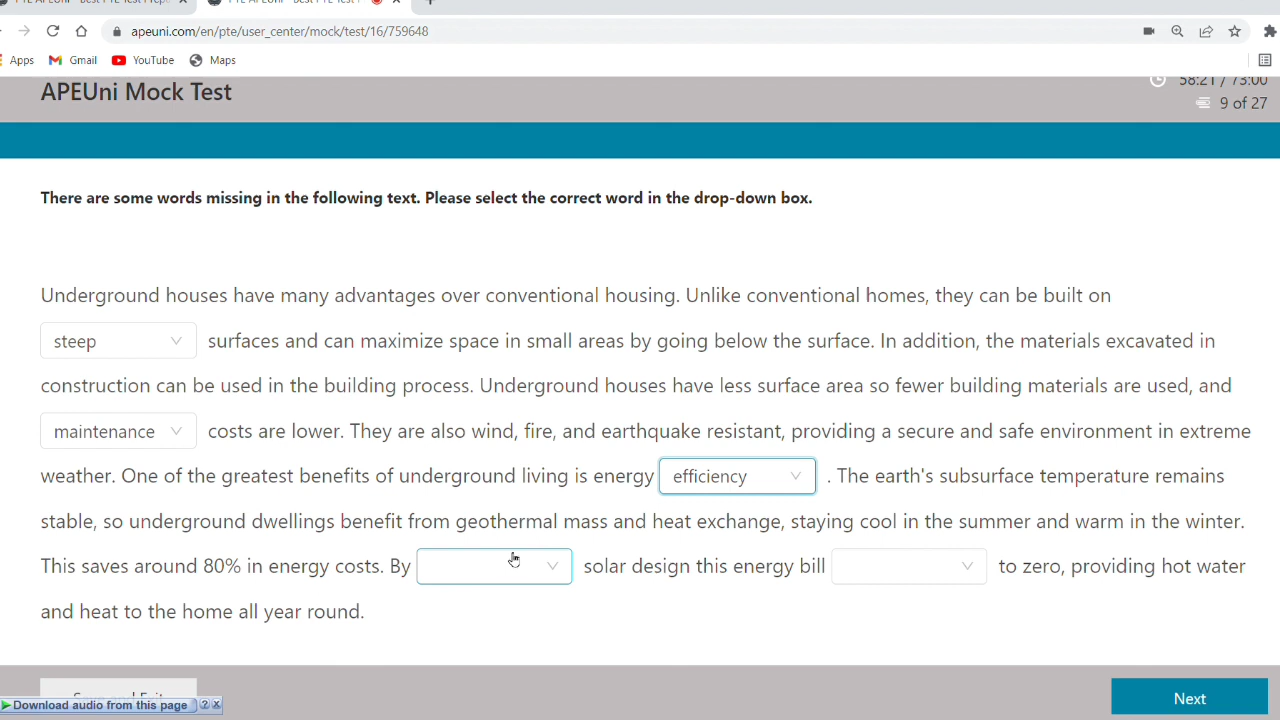 apeuni.com/en/pte/user_center/mock/test/16/759648
Apps Gmail YouTube Maps
APEUni Mock Test
58:21 / 73:00
9 of 27
There are some words missing in the following text. Please select the correct word in the drop-down box.
Underground houses have many advantages over conventional housing. Unlike conventional homes, they can be built on
steep surfaces and can maximize space in small areas by going below the surface. In addition, the materials excavated in
construction can be used in the building process. Underground houses have less surface area so fewer building materials are used, and
maintenance costs are lower. They are also wind, fire, and earthquake resistant, providing a secure and safe environment in extreme
weather. One of the greatest benefits of underground living is energy efficiency . The earth's subsurface temperature remains
stable, so underground dwellings benefit from geothermal mass and heat exchange, staying cool in the summer and warm in the winter.
This saves around 80% in energy costs. By solar design this energy bill to zero, providing hot water
and heat to the home all year round.
Save and Exit
Next
Download audio from this page ? x